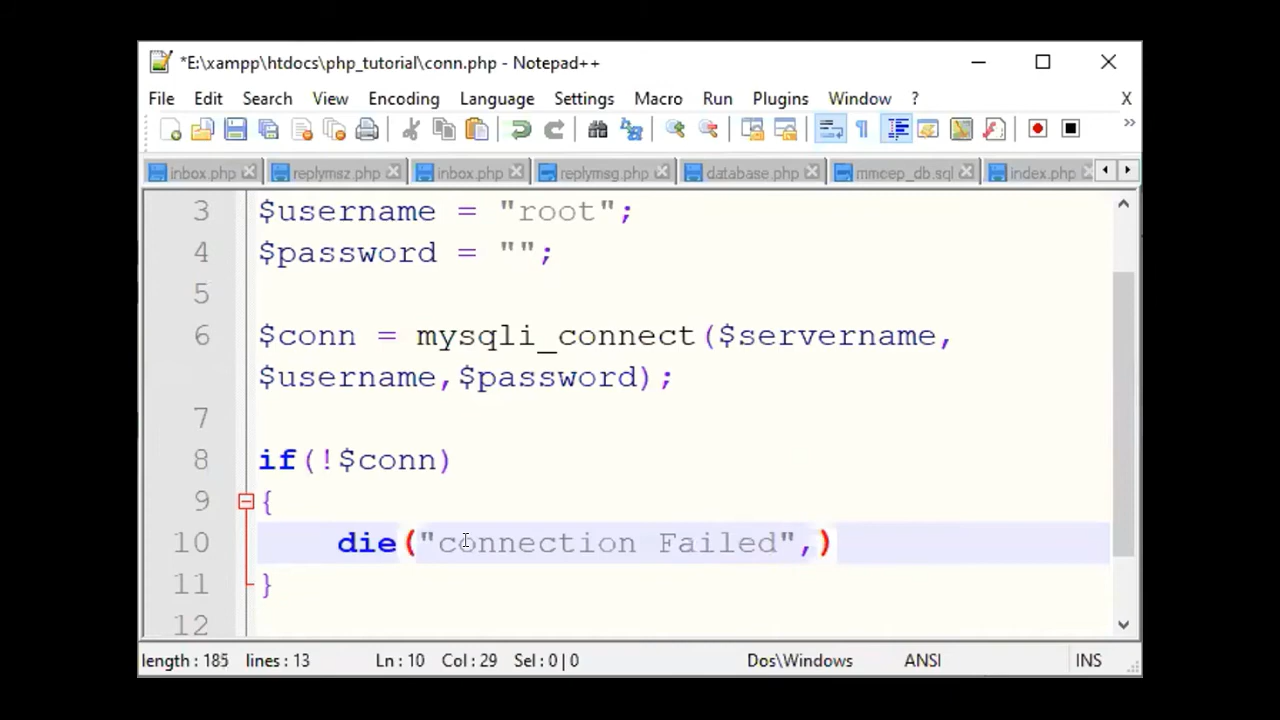 *E:\xampp\htdocs\php_tutorial\conn.php - Notepad++
File Edit Search View Encoding Language Settings Macro Run Plugins Window ? X
inbox.php replymsz.php inbox.php replymsg.php database.php mmcep_db.sql index.php
3 $username = "root";
4 $password = "";
5
6 $conn = mysqli_connect($servername,
$username,$password);
7
8 if(!$conn)
9 {
10 die("connection Failed",)
11 }
12
length : 185 lines : 13 Ln : 10 Col : 29 Sel : 0 | 0 Dos\Windows ANSI INS